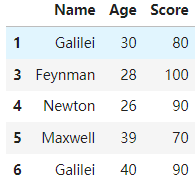 Name Age Score
1 Galilei 30 80
3 Feynman 28 100
4 Newton 26 90
5 Maxwell 39 70
6 Galilei 40 90